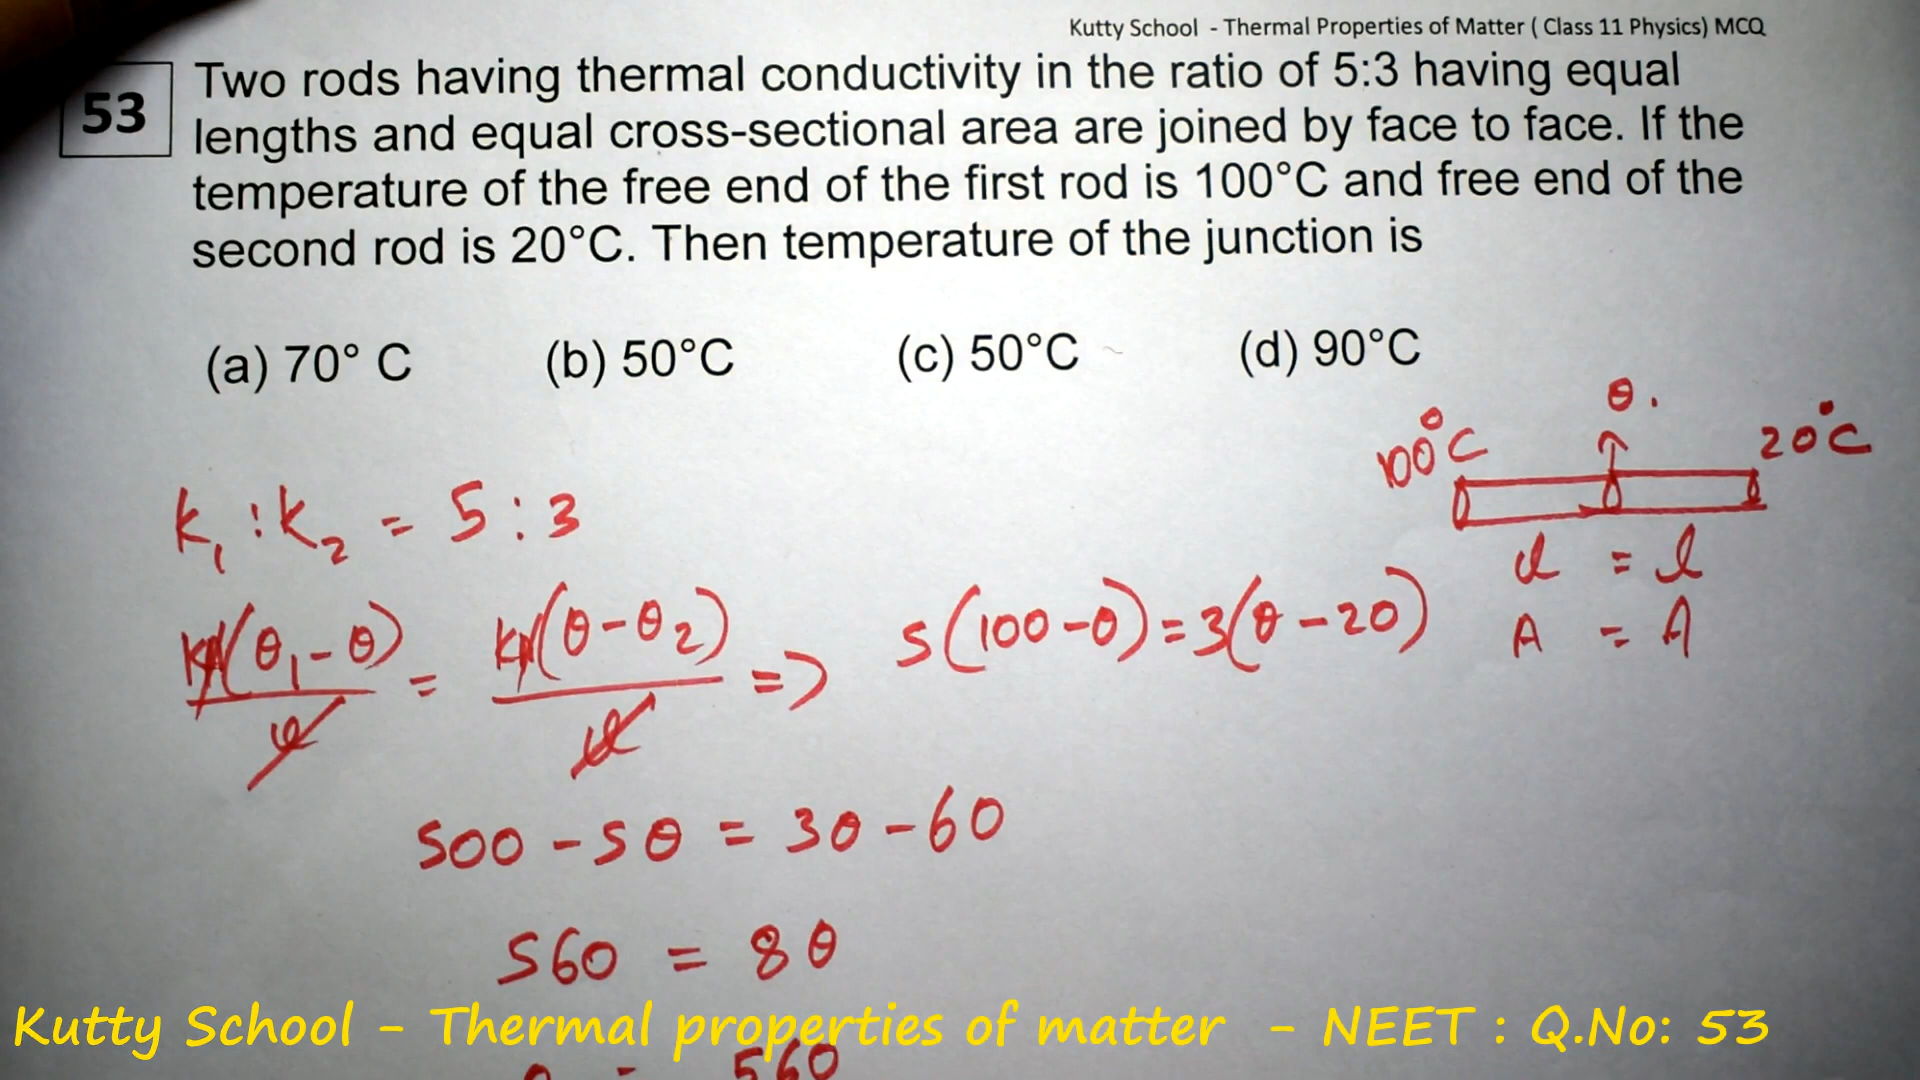 Kutty School - Thermal Properties of Matter ( Class 11 Physics) MCQ
53
Two rods having thermal conductivity in the ratio of 5:3 having equal
lengths and equal cross-sectional area are joined by face to face. If the
temperature of the free end of the first rod is 100°C and free end of the
second rod is 20°C. Then temperature of the junction is
(a) 70° C (b) 50°C (c) 50°C (d) 90°C
100°C θ. 20°C
l = l
A = A
K₁ : K₂ = 5 : 3
KA(θ₁-θ)/l = KA(θ-θ₂)/l => 5(100-θ)=3(θ-20)
500 - 5θ = 3θ - 60
560 = 8θ
θ = 560
Kutty School - Thermal properties of matter - NEET : Q.No: 53